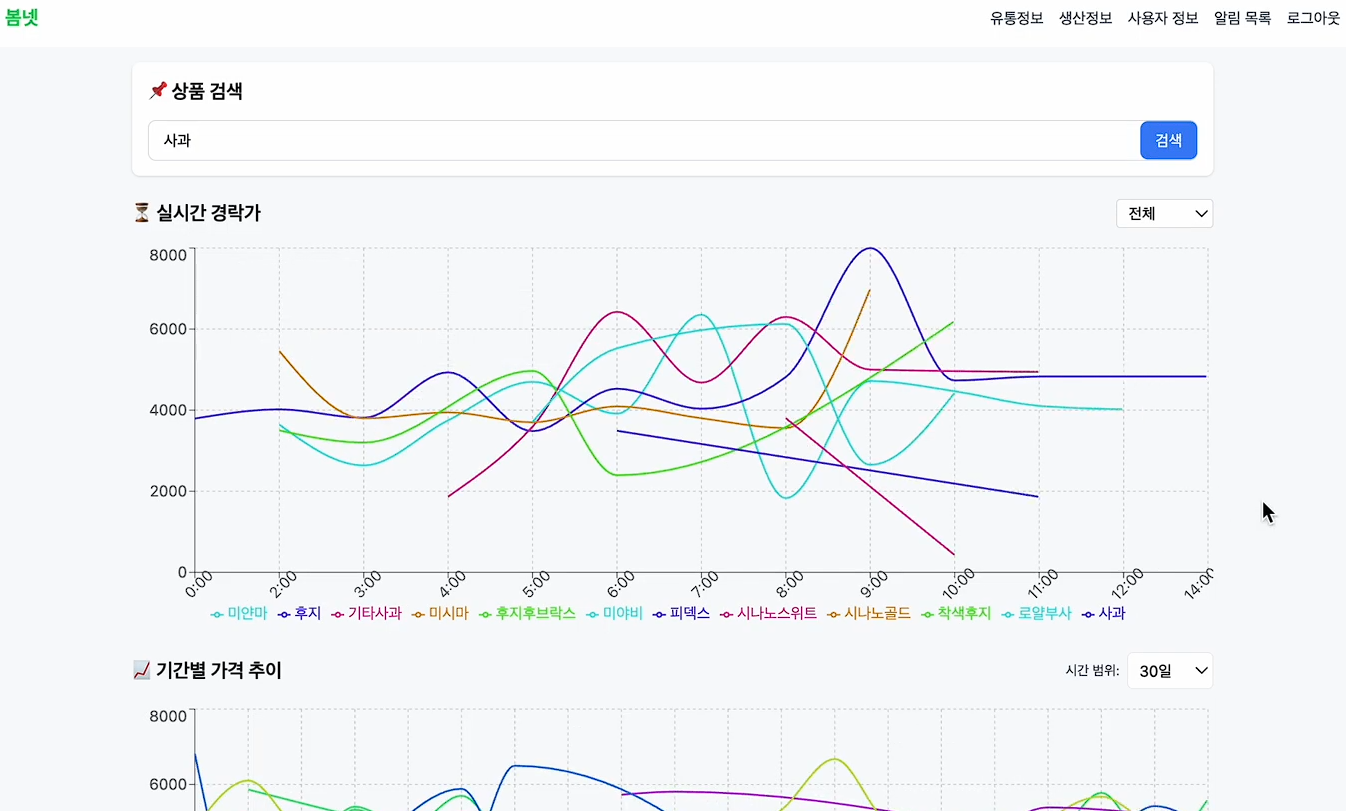 봄넷
유통정보 생산정보 사용자 정보 알림 목록 로그아웃
상품 검색
사과 검색
실시간 경락가 전체
8000
6000
4000
2000
0
0:00 2:00 3:00 4:00 5:00 6:00 7:00 8:00 9:00 10:00 11:00 12:00 14:00
미얀마 후지 기타사과 미시마 후지후브락스 미야비 피덱스 시나노스위트 시나노골드 착색후지 로얄부사 사과
기간별 가격 추이 시간 범위: 30일
8000
6000